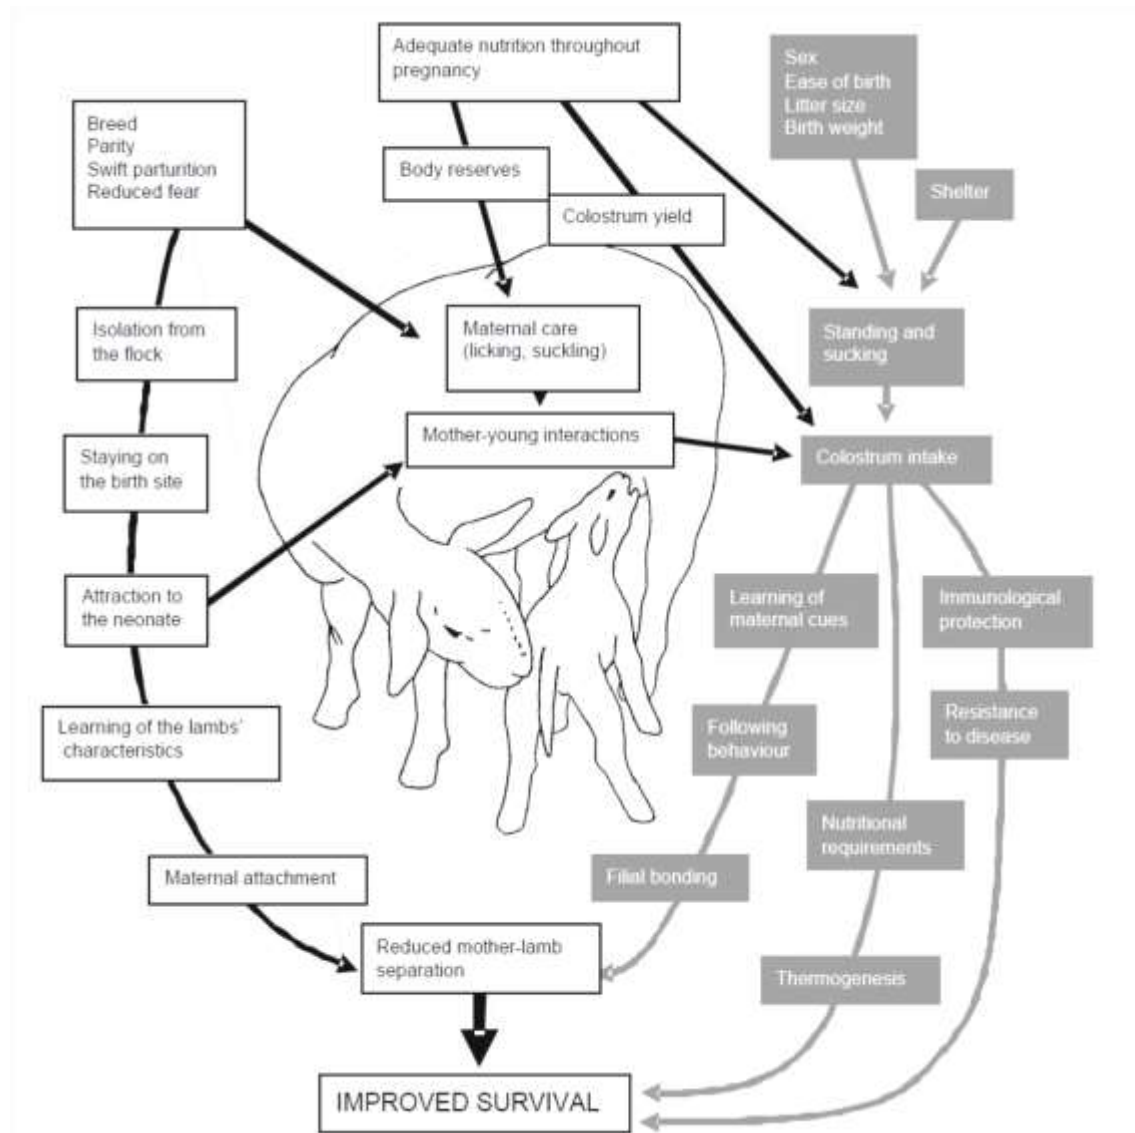 Adequate nutrition throughout
pregnancy
Sex
Ease of birth
Litter size
Birth weight
Breed
Parity
Swift parturition
Reduced fear
Body reserves
Shelter
Colostrum yield
Isolation from
the flock
Maternal care
(licking, suckling)
Standing and
sucking
Mother-young interactions
Colostrum intake
Staying on
the birth site
Attraction to
the neonate
Learning of
maternal cues
Immunological
protection
Learning of the lambs'
characteristics
Following
behaviour
Resistance
to disease
Nutritional
requirements
Maternal attachment
Filial bonding
Reduced mother-lamb
separation
Thermogenesis
IMPROVED SURVIVAL